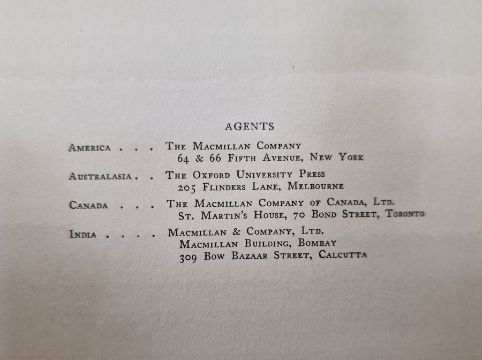 AGENTS
America . . . The Macmillan Company
64 & 66 Fifth Avenue, New York
Australasia . . The Oxford University Press
205 Flinders Lane, Melbourne
Canada . . . The Macmillan Company of Canada, Ltd.
St. Martin's House, 70 Bond Street, Toronto
India . . . . Macmillan & Company, Ltd.
Macmillan Building, Bombay
309 Bow Bazaar Street, Calcutta